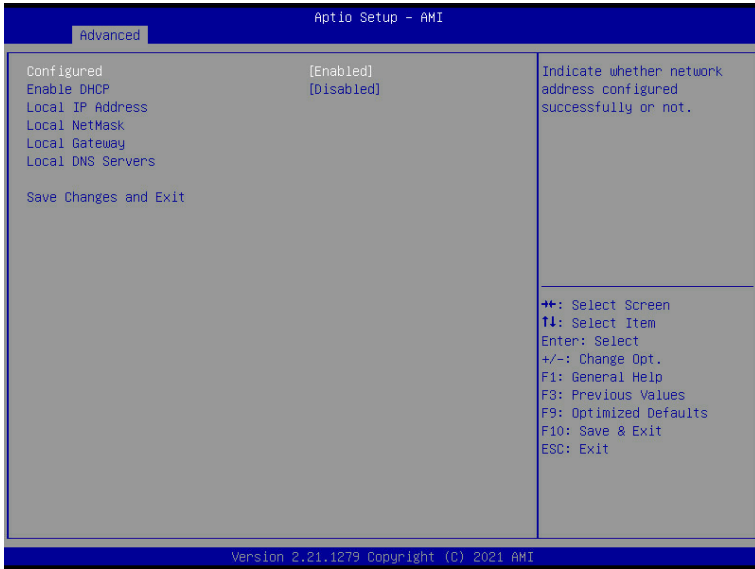 Aptio Setup – AMI
Advanced
Configured [Enabled]
Enable DHCP [Disabled]
Local IP Address
Local NetMask
Local Gateway
Local DNS Servers
Save Changes and Exit
Indicate whether network
address configured
successfully or not.
→←: Select Screen
↑↓: Select Item
Enter: Select
+/-: Change Opt.
F1: General Help
F3: Previous Values
F9: Optimized Defaults
F10: Save & Exit
ESC: Exit
Version 2.21.1279 Copyright (C) 2021 AMI